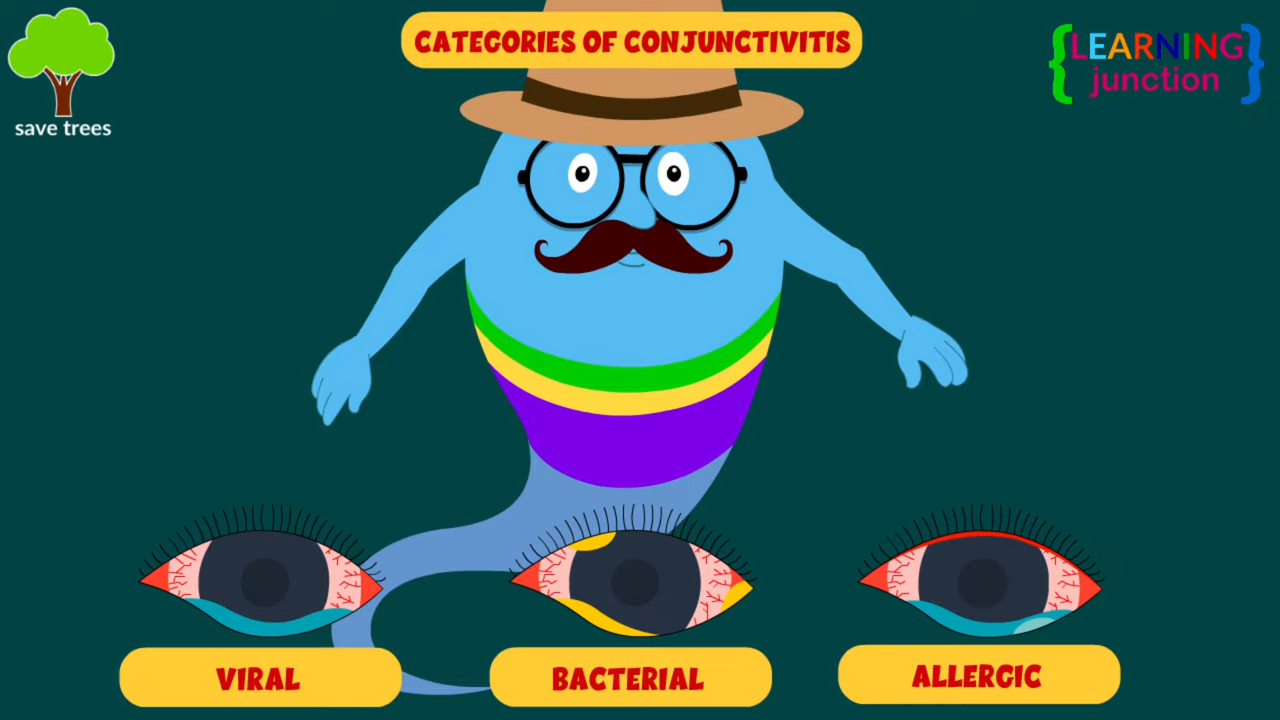 CATEGORIES OF CONJUNCTIVITIS
save trees
{LEARNING
junction}
VIRAL
BACTERIAL
ALLERGIC